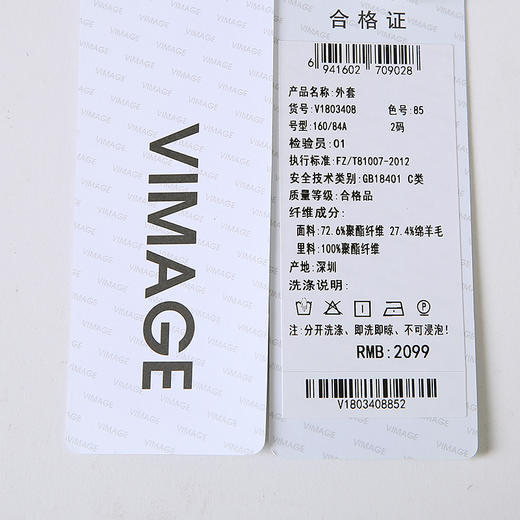 VIMAGE
合格证
6 941602 709028
产品名称:外套
货号:V1803408 色号:85
号型:160/84A 2码
检验员:01
执行标准:FZ/T81007-2012
安全技术类别:GB18401 C类
质量等级:合格品
纤维成分:
面料:72.6%聚酯纤维 27.4%绵羊毛
里料:100%聚酯纤维
产地:深圳
洗涤说明:
注:分开洗涤、即洗即晾、不可浸泡!
RMB:2099
V1803408852